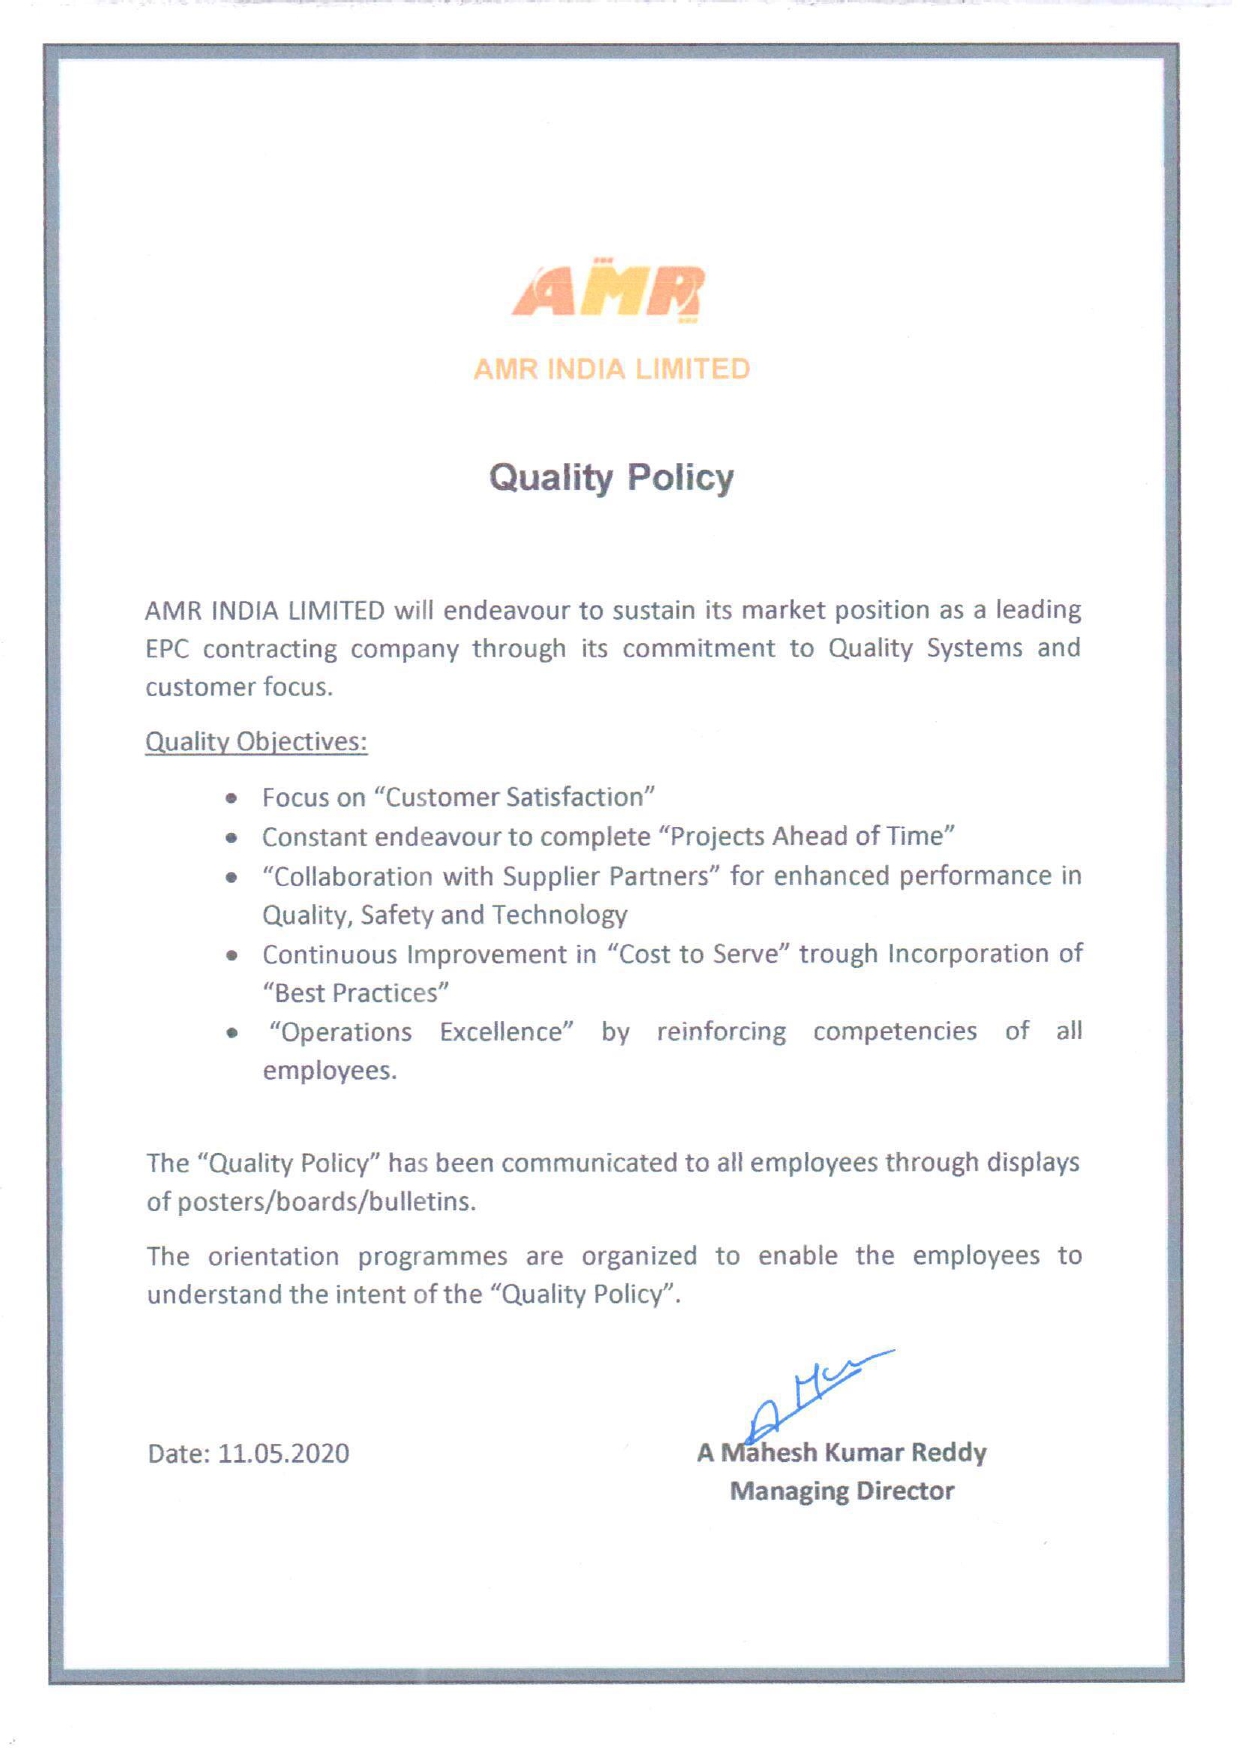 AMR
AMR INDIA LIMITED
Quality Policy
AMR INDIA LIMITED will endeavour to sustain its market position as a leading
EPC contracting company through its commitment to Quality Systems and
customer focus.
Quality Objectives:
• Focus on “Customer Satisfaction”
• Constant endeavour to complete “Projects Ahead of Time”
• “Collaboration with Supplier Partners” for enhanced performance in
Quality, Safety and Technology
• Continuous Improvement in “Cost to Serve” trough Incorporation of
“Best Practices”
• “Operations Excellence” by reinforcing competencies of all
employees.
The “Quality Policy” has been communicated to all employees through displays
of posters/boards/bulletins.
The orientation programmes are organized to enable the employees to
understand the intent of the “Quality Policy”.
Date: 11.05.2020
A Mahesh Kumar Reddy
Managing Director